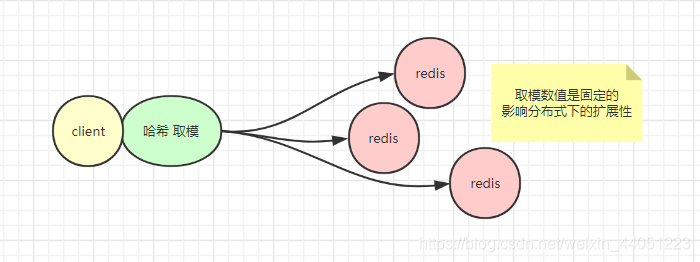 redis
取模数值是固定的
影响分布式下的扩展性
client
哈希 取模
redis
redis
https://blog.csdn.net/weixin_44051223